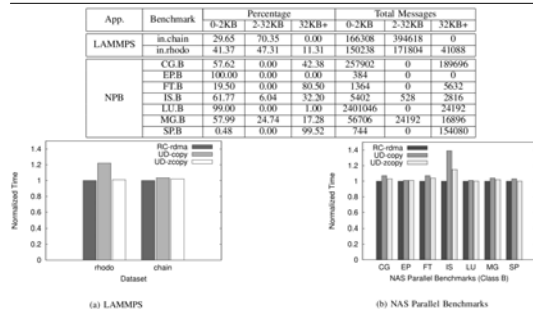 App. Benchmark Percentage Total Messages
0-2KB 2-32KB 32KB+ 0-2KB 2-32KB 32KB+
LAMMPS in.chain 29.65 70.35 0.00 166308 394618 0
in.rhodo 41.37 47.31 11.31 150238 171804 41088
NPB CG.B 57.62 0.00 42.38 257902 0 189696
EP.B 100.00 0.00 0.00 384 0 0
FT.B 19.50 0.00 80.50 1364 0 5632
IS.B 61.77 6.04 32.20 5402 528 2816
LU.B 99.00 0.00 1.00 2401046 0 24192
MG.B 57.99 24.74 17.28 56706 24192 16896
SP.B 0.48 0.00 99.52 744 0 154080
Normalized Time
1.4
1.2
1
0.8
0.6
0.4
0.2
0
RC-rdma
UD-copy
UD-zcopy
rhodo chain
Dataset
(a) LAMMPS
Normalized Time
1.4
1.2
1
0.8
0.6
0.4
0.2
0
RC-rdma
UD-copy
UD-zcopy
CG EP FT IS LU MG SP
NAS Parallel Benchmarks (Class B)
(b) NAS Parallel Benchmarks